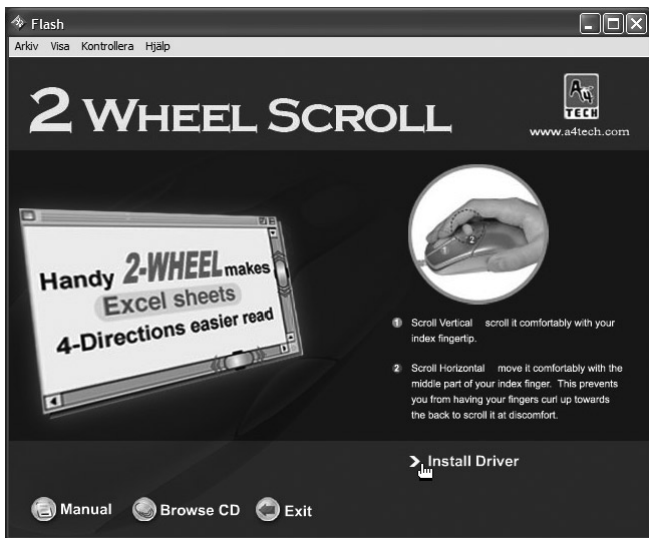 Flash
Arkiv Visa Kontrollera Hjälp
2 WHEEL SCROLL
A4
TECH
www.a4tech.com
Handy 2-WHEEL makes
Excel sheets
4-Directions easier read
2
1 Scroll Vertical scroll it comfortably with your
index fingertip.
2 Scroll Horizontal move it comfortably with the
middle part of your index finger. This prevents
you from having your fingers curl up towards
the back to scroll it at discomfort.
Install Driver
Manual Browse CD Exit